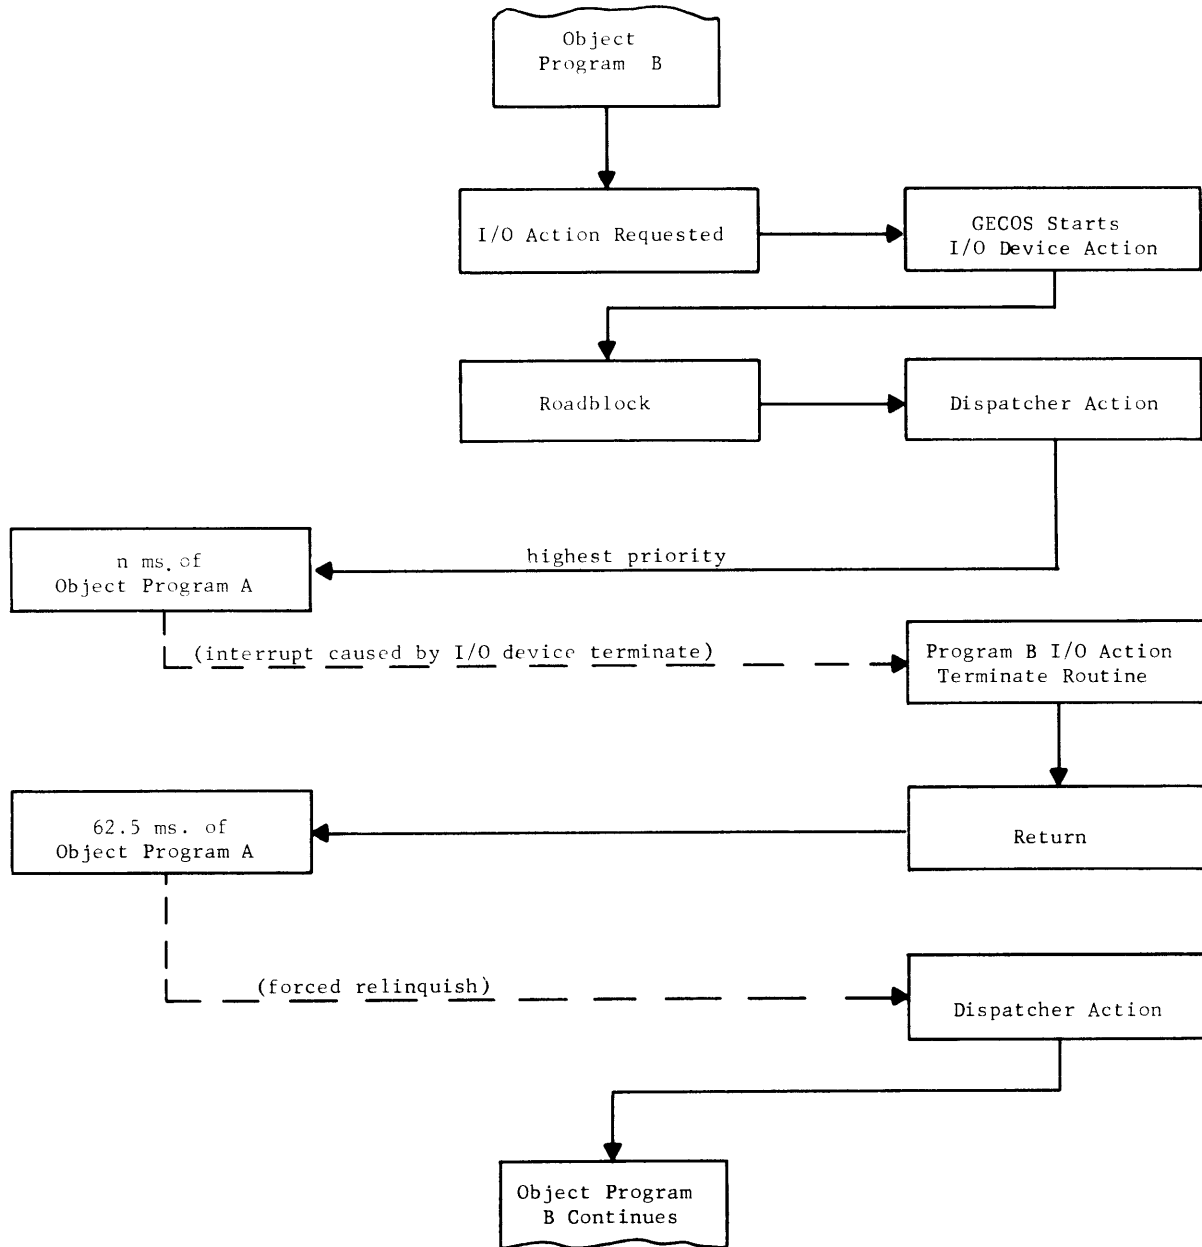 Object
Program B
I/O Action Requested
GECOS Starts
I/O Device Action
Roadblock
Dispatcher Action
highest priority
n ms. of
Object Program A
(interrupt caused by I/O device terminate)
Program B I/O Action
Terminate Routine
62.5 ms. of
Object Program A
Return
(forced relinquish)
Dispatcher Action
Object Program
B Continues